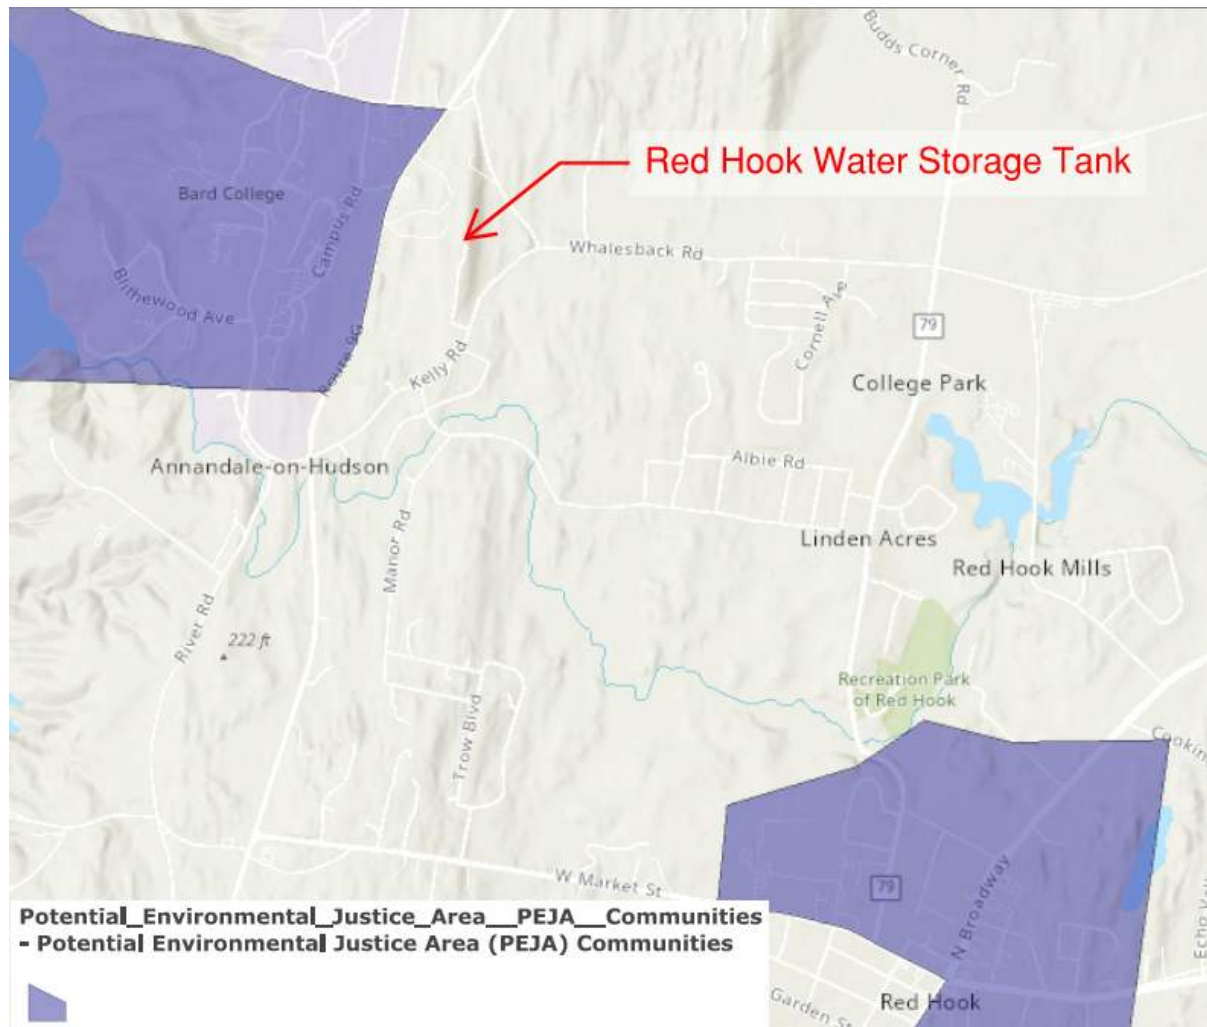 Budds Corner Rd
Red Hook Water Storage Tank
Bard College
Campus Rd
Whalesback Rd
Blithewood Ave
Cornell Ave
79
Route 9G
Kelly Rd
College Park
Annandale-on-Hudson
Albie Rd
Manor Rd
Linden Acres
Red Hook Mills
River Rd
222 ft
Recreation Park
of Red Hook
Trow Blvd
Cookin
W Market St
79
N Broadway
Potential_Environmental_Justice_Area__PEJA__Communities
- Potential Environmental Justice Area (PEJA) Communities
Garden St
Red Hook